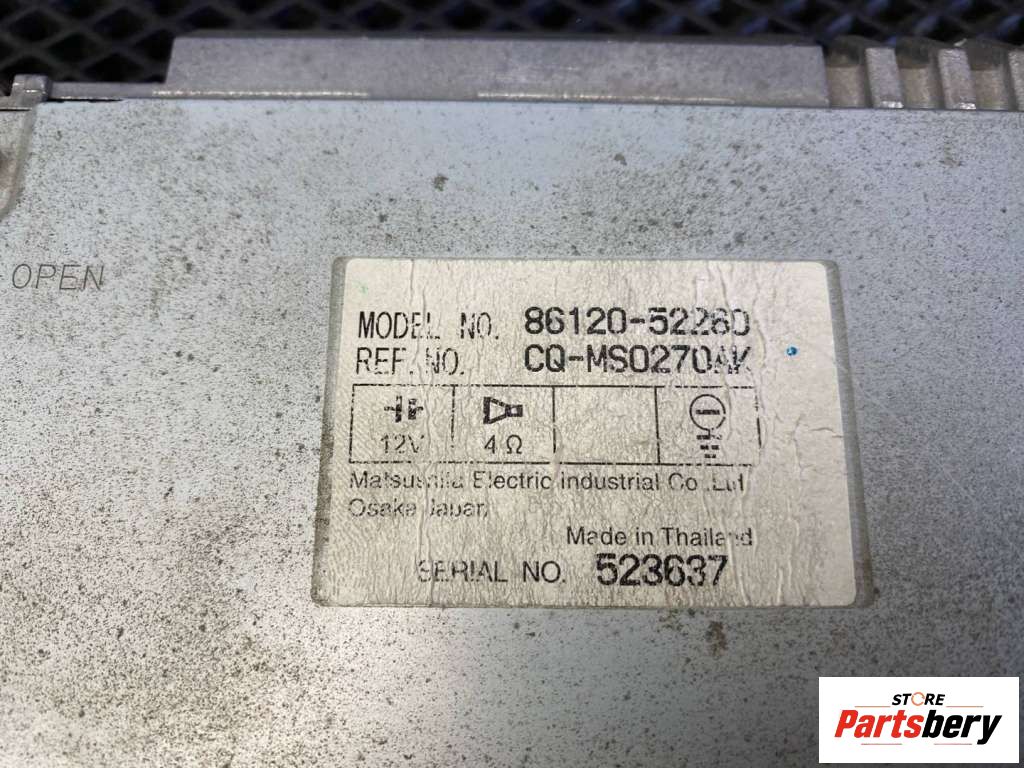 OPEN
MODEL NO. 86120-52280
REF. NO. CQ-MS0270AK
12V
4 Ω
Matsushita Electric Industrial Co.,Ltd
Osaka Japan
Made in Thailand
SERIAL NO. 523637
STORE
Partsbery